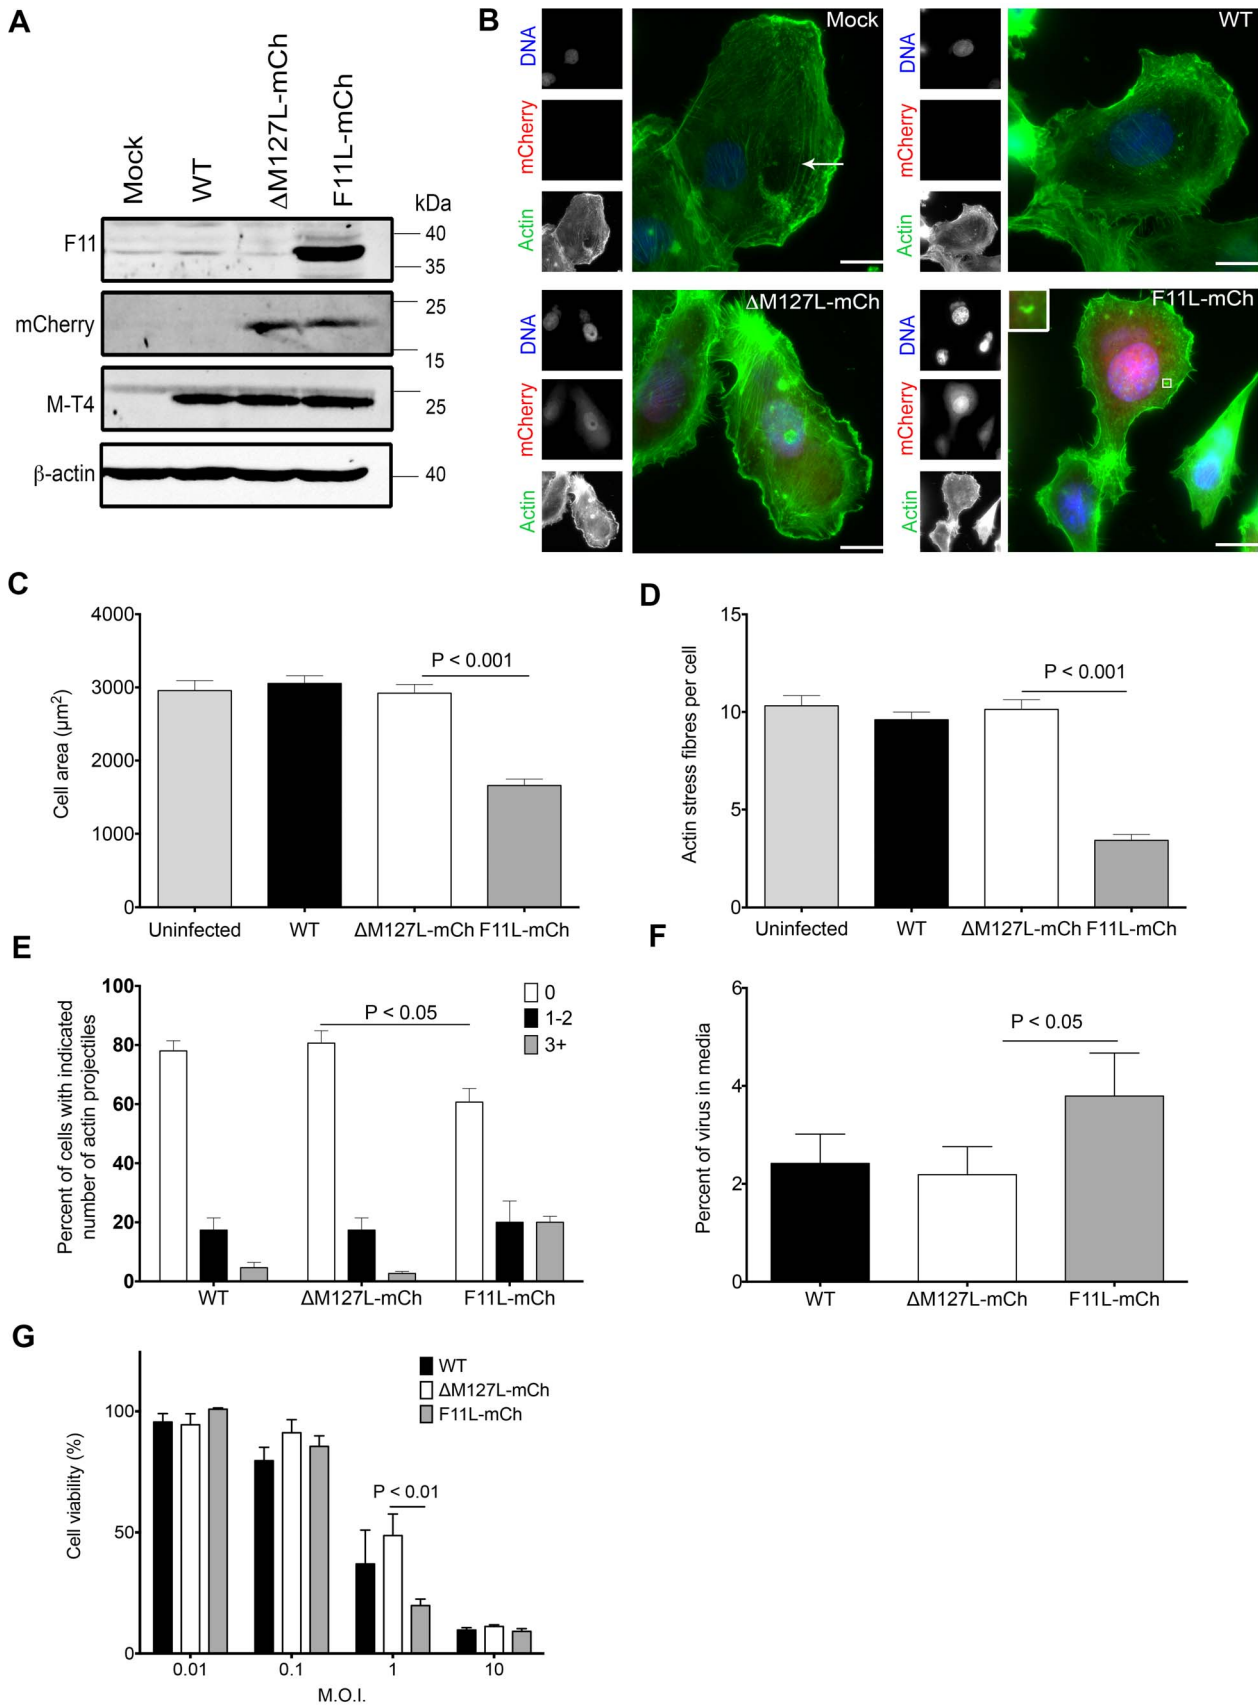 A
Mock
WT
ΔM127L-mCh
F11L-mCh
kDa
F11
40
35
mCherry
25
15
M-T4
25
β-actin
40
B
DNA
mCherry
Actin
Mock
DNA
mCherry
Actin
WT
DNA
mCherry
Actin
ΔM127L-mCh
DNA
mCherry
Actin
F11L-mCh
C
Cell area (μm²)
4000
3000
2000
1000
0
P < 0.001
Uninfected
WT
ΔM127L-mCh
F11L-mCh
D
Actin stress fibres per cell
15
10
5
0
P < 0.001
Uninfected
WT
ΔM127L-mCh
F11L-mCh
E
Percent of cells with indicated
number of actin projectiles
100
80
60
40
20
0
P < 0.05
0
1-2
3+
WT
ΔM127L-mCh
F11L-mCh
F
Percent of virus in media
6
4
2
0
P < 0.05
WT
ΔM127L-mCh
F11L-mCh
G
Cell viability (%)
100
50
0
WT
ΔM127L-mCh
F11L-mCh
P < 0.01
0.01
0.1
1
10
M.O.I.